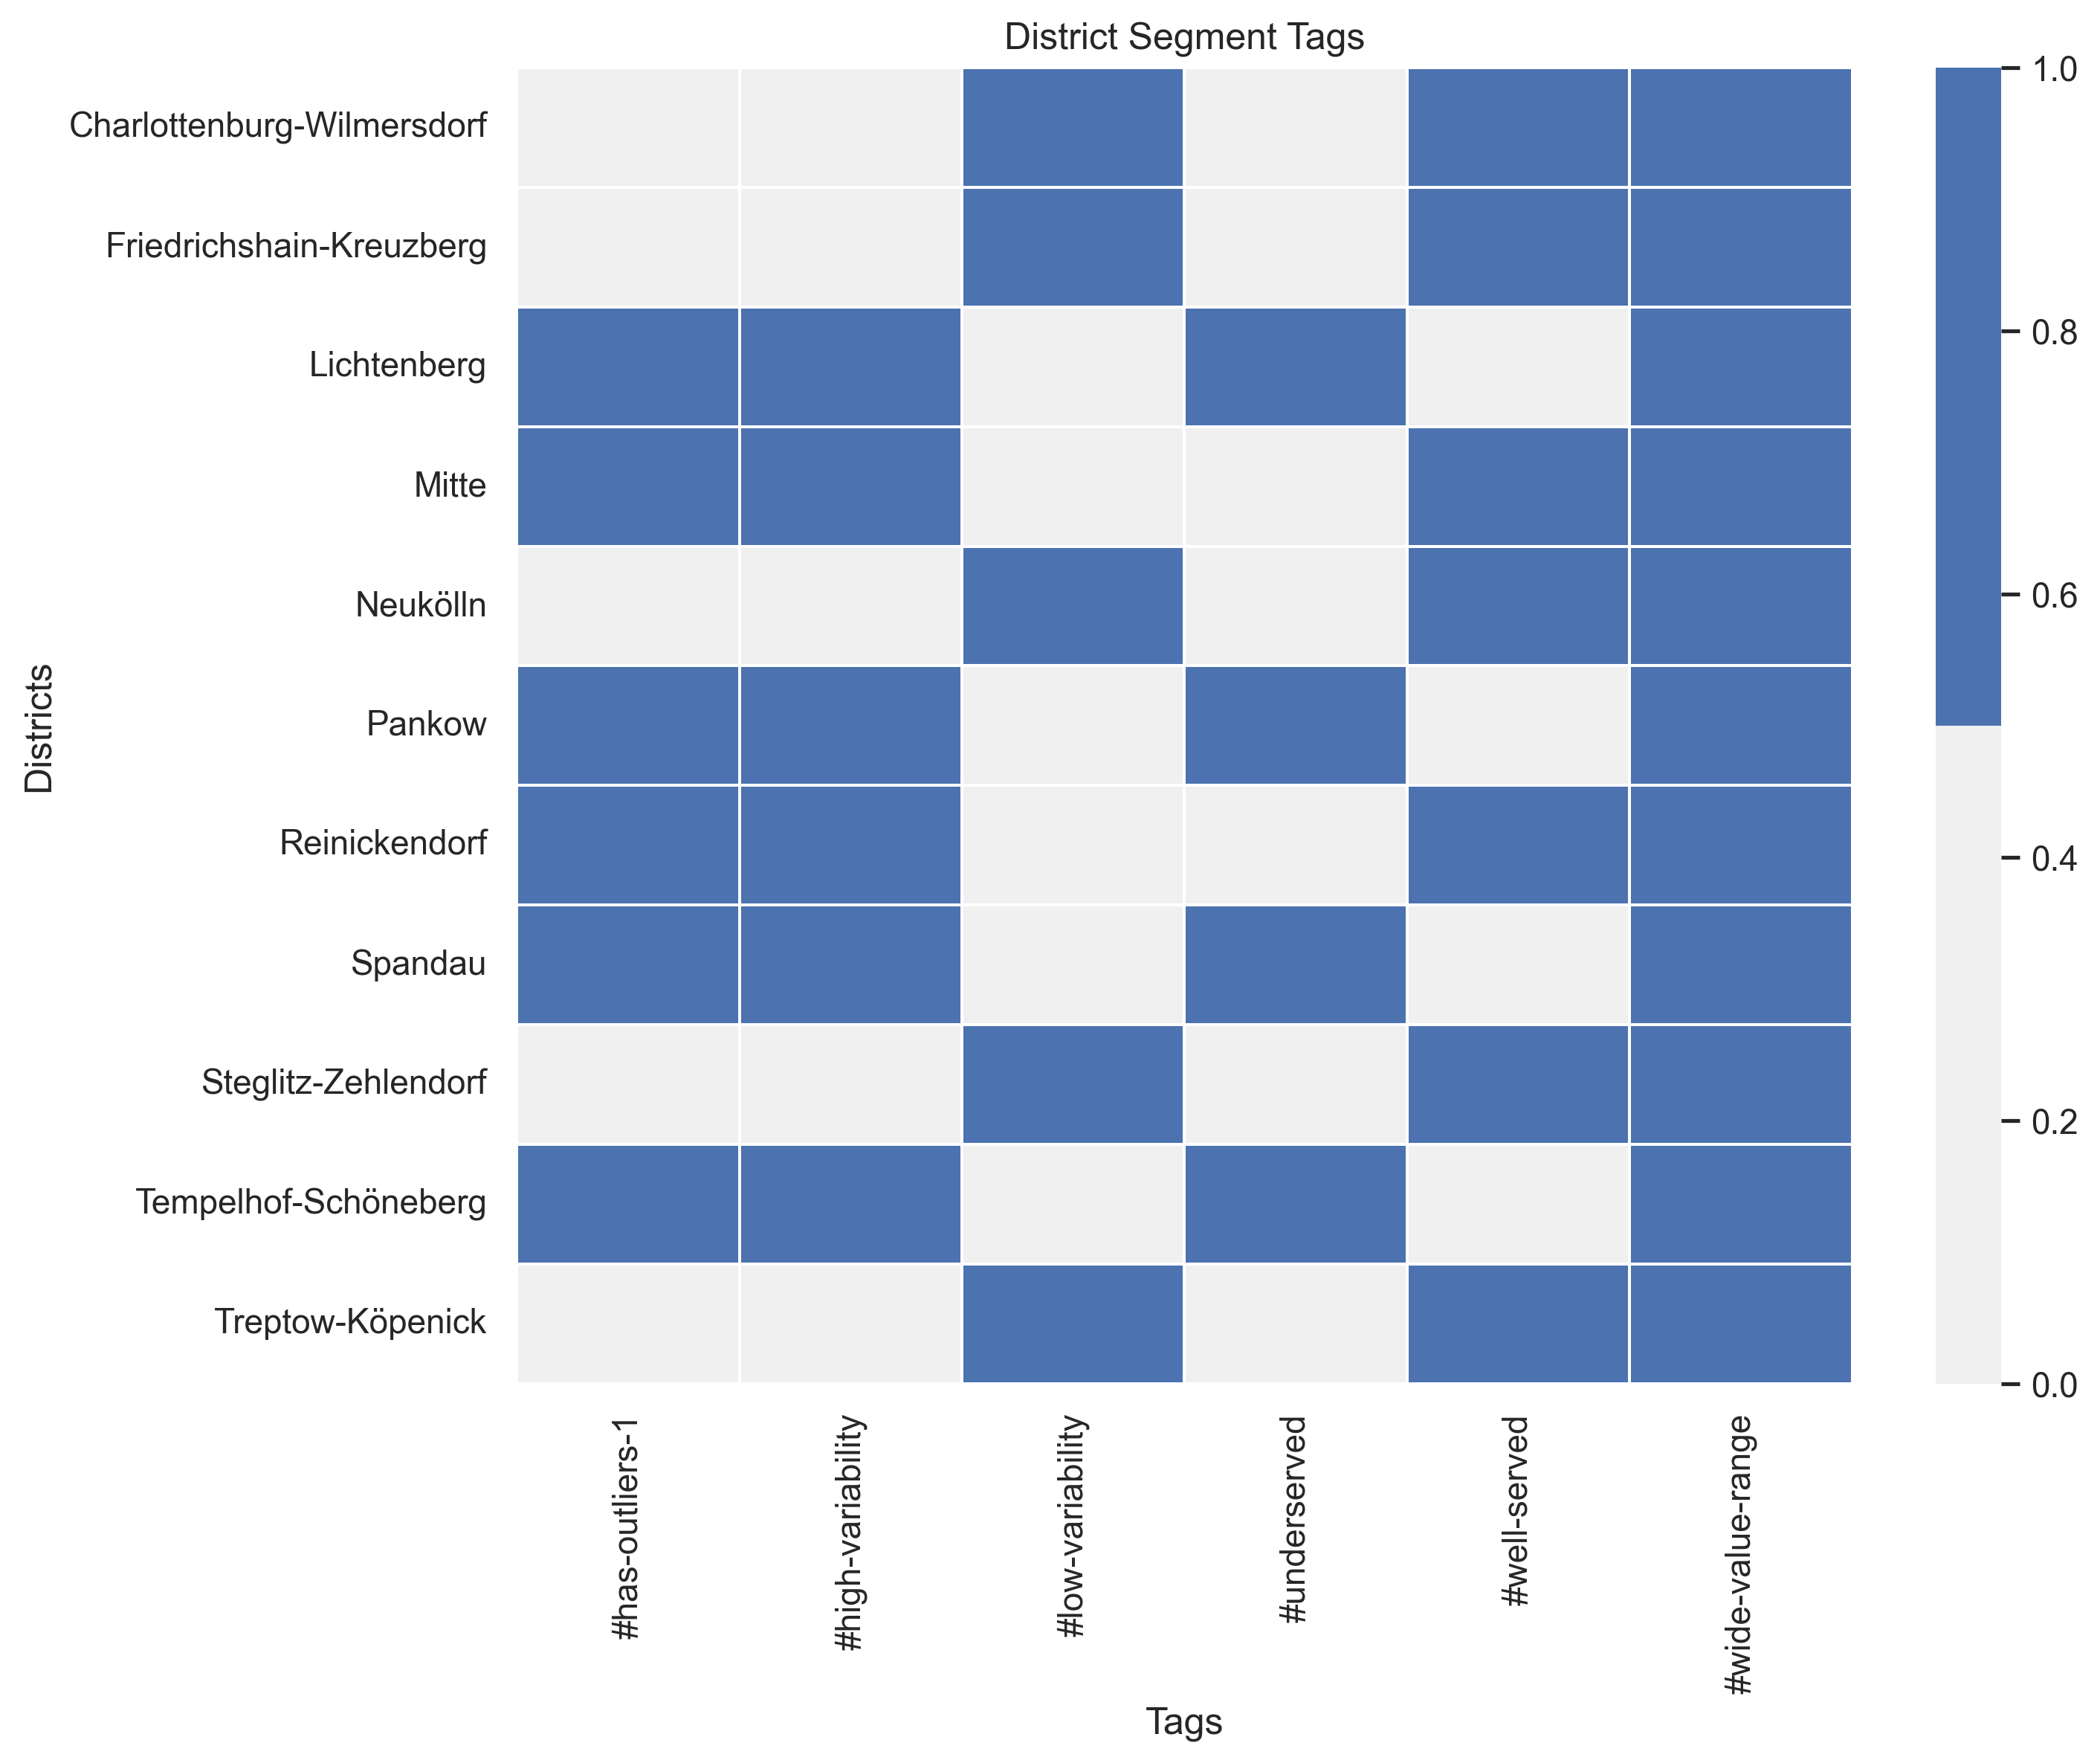 District Segment Tags
Charlottenburg-Wilmersdorf
Friedrichshain-Kreuzberg
Lichtenberg
Mitte
Neukölln
Pankow
Reinickendorf
Spandau
Steglitz-Zehlendorf
Tempelhof-Schöneberg
Treptow-Köpenick
Districts
#has-outliers-1
#high-variability
#low-variability
#underserved
#well-served
#wide-value-range
Tags
1.0
0.8
0.6
0.4
0.2
0.0